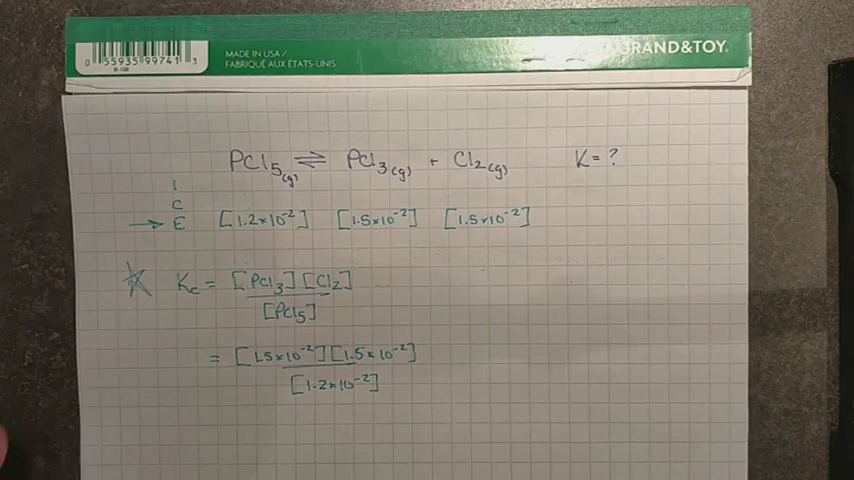 0 55935 99741 3
MADE IN USA /
FABRIQUÉ AUX ÉTATS-UNIS
GRAND&TOY
PCl5(g) ⇌ PCl3(g) + Cl2(g) K = ?
I
C
→ E [1.2×10⁻²] [1.5×10⁻²] [1.5×10⁻²]
Kc = [PCl3][Cl2]
[PCl5]
= [1.5×10⁻²][1.5×10⁻²]
[1.2×10⁻²]